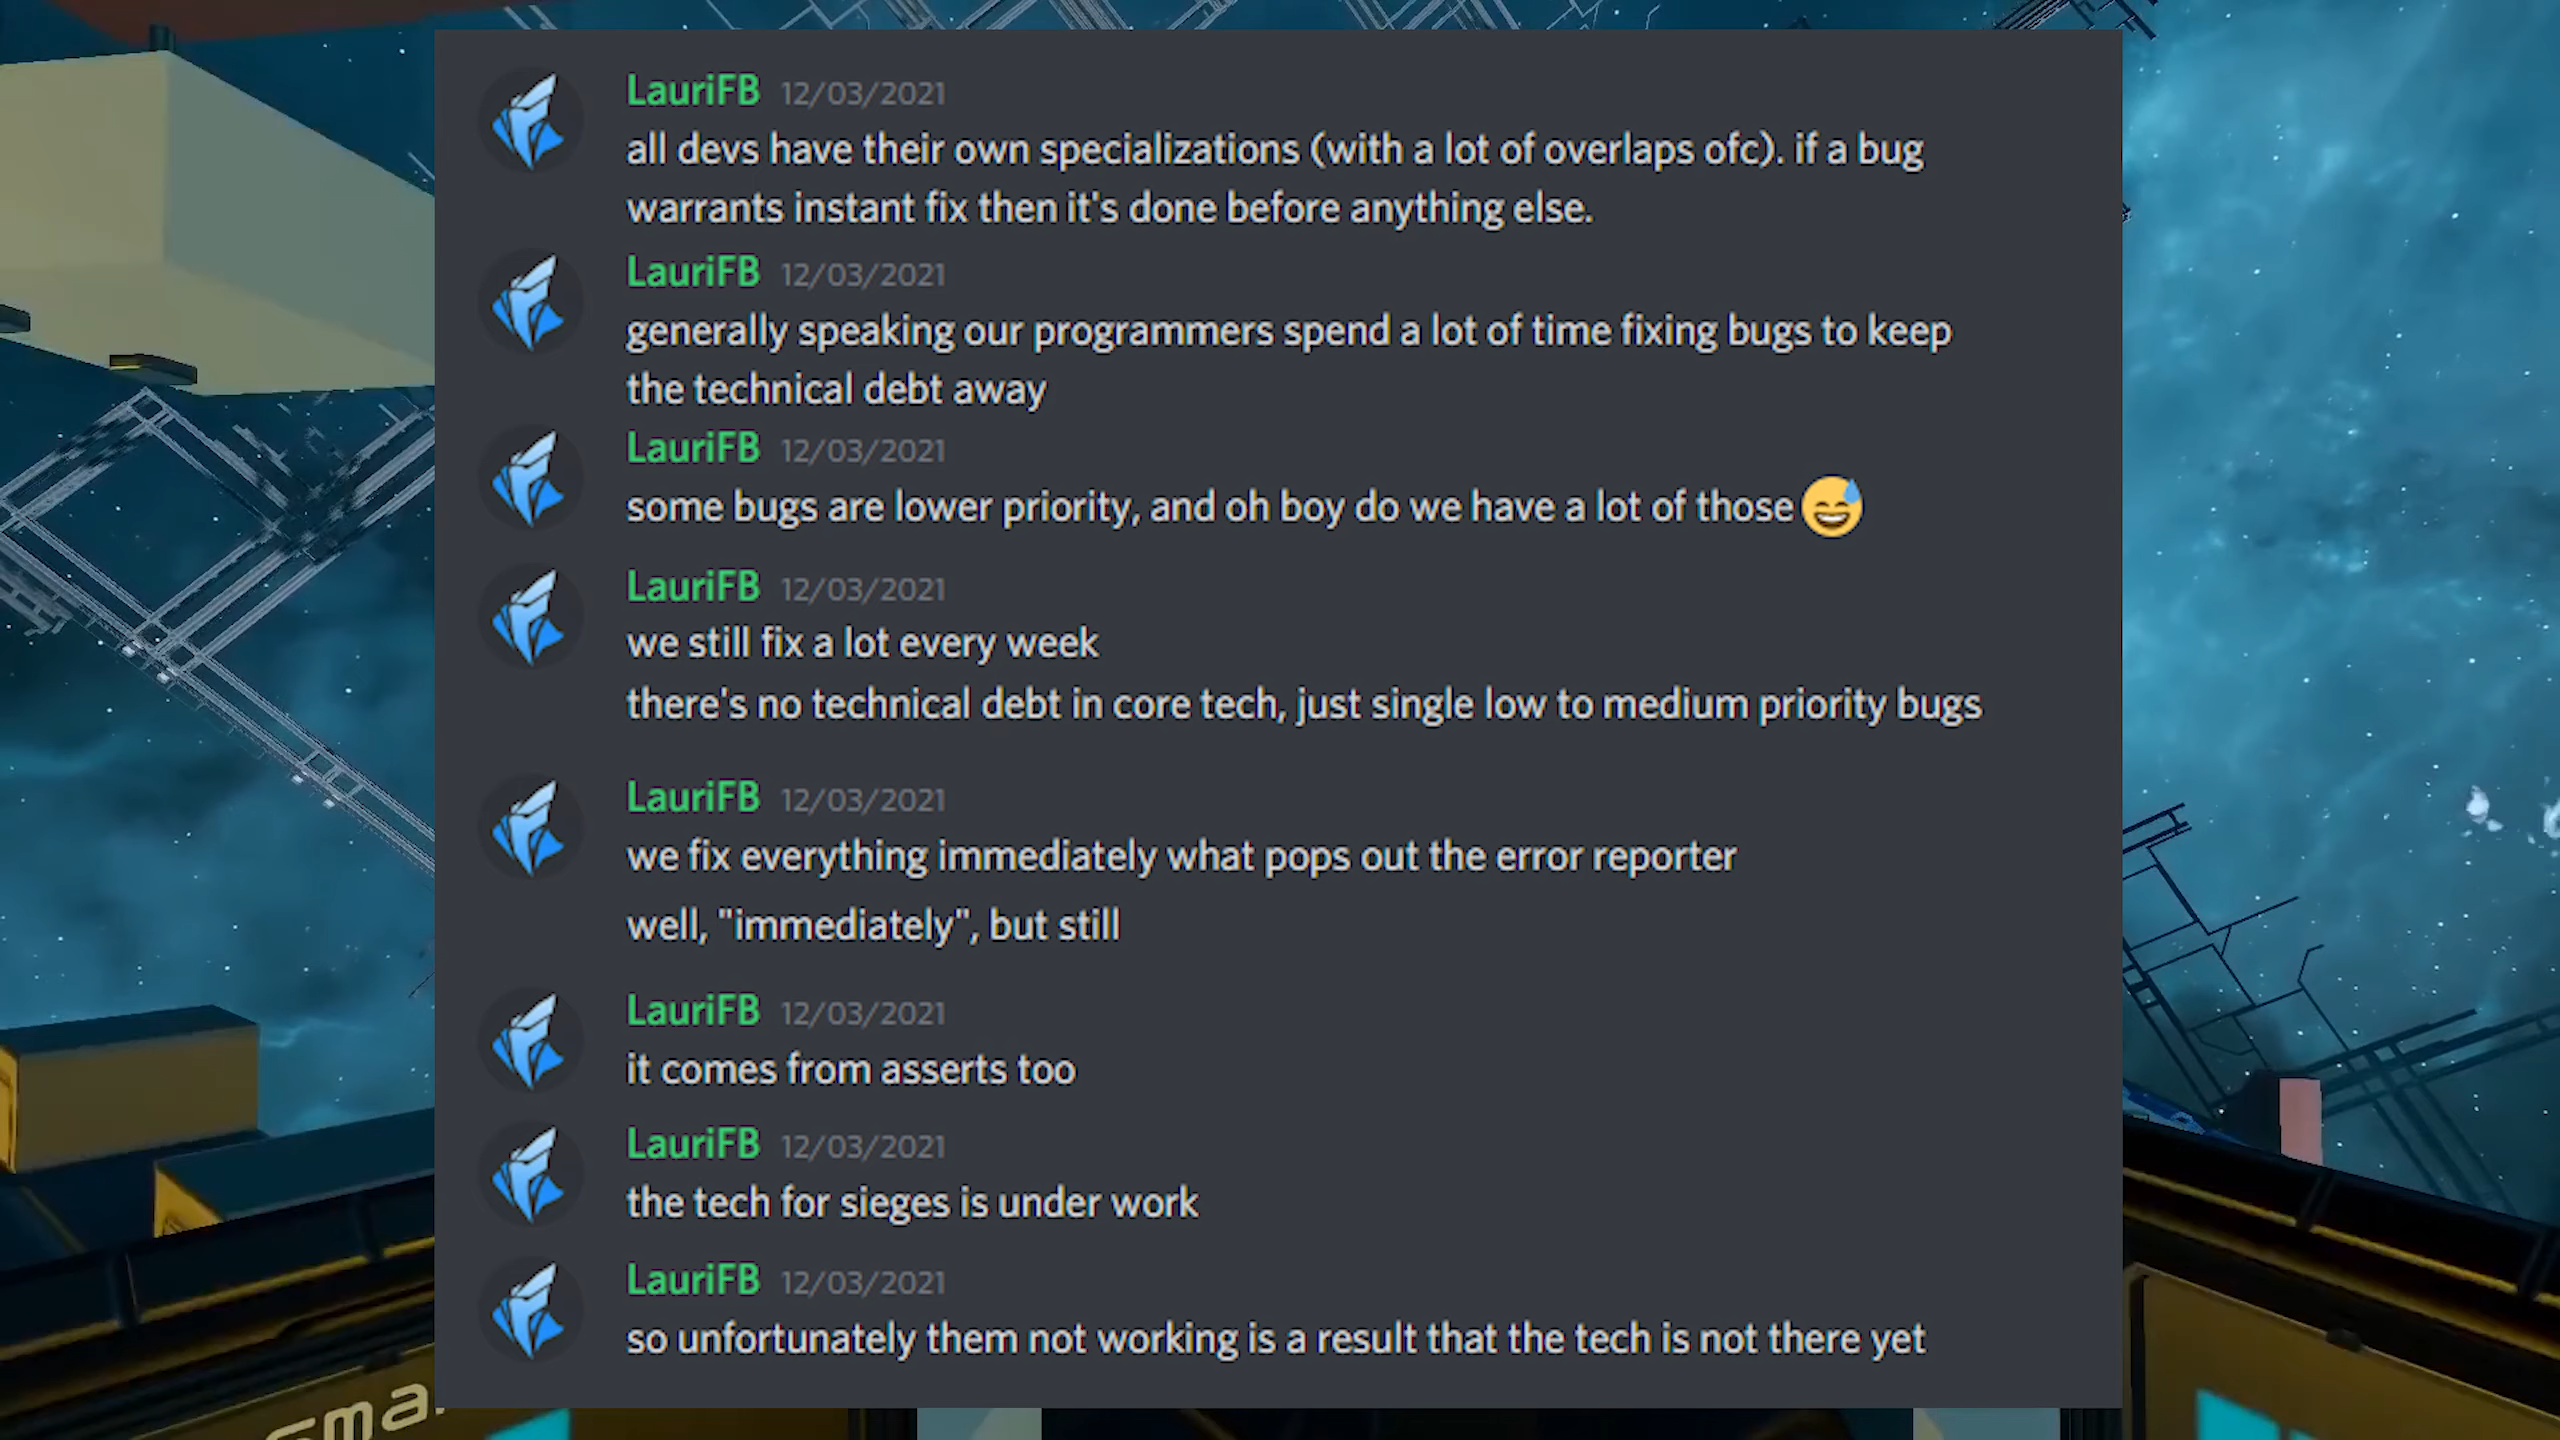 LauriFB 12/03/2021
all devs have their own specializations (with a lot of overlaps ofc). if a bug
warrants instant fix then it's done before anything else.
LauriFB 12/03/2021
generally speaking our programmers spend a lot of time fixing bugs to keep
the technical debt away
LauriFB 12/03/2021
some bugs are lower priority, and oh boy do we have a lot of those 😅
LauriFB 12/03/2021
we still fix a lot every week
there's no technical debt in core tech, just single low to medium priority bugs
LauriFB 12/03/2021
we fix everything immediately what pops out the error reporter
well, "immediately", but still
LauriFB 12/03/2021
it comes from asserts too
LauriFB 12/03/2021
the tech for sieges is under work
LauriFB 12/03/2021
so unfortunately them not working is a result that the tech is not there yet